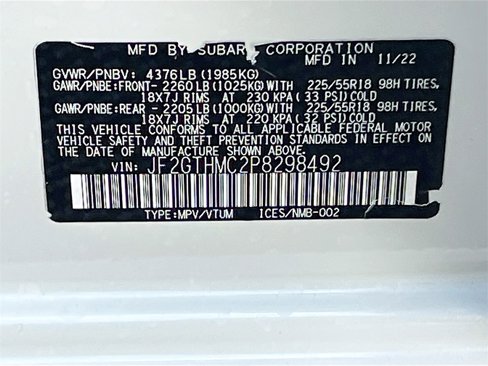 MFD BY SUBARU CORPORATION
MFD IN 11/22
GVWR/PNBV: 4376LB(1985KG)
GAWR/PNBE:FRONT- 2260LB(1025KG)WITH 225/55R18 98H TIRES,
18X7J RIMS AT 230 KPA( 33 PSI)COLD
GAWR/PNBE:REAR - 2205LB(1000KG)WITH 225/55R18 98H TIRES,
18X7J RIMS AT 220 KPA( 32 PSI)COLD
THIS VEHICLE CONFORMS TO ALL APPLICABLE FEDERAL MOTOR
VEHICLE SAFETY AND THEFT PREVENTION STANDARDS IN EFFECT
ON THE DATE OF MANUFACTURE SHOWN ABOVE.
VIN: JF2GTHMC2P8298492
TYPE:MPV/VTUM ICES/NMB-002